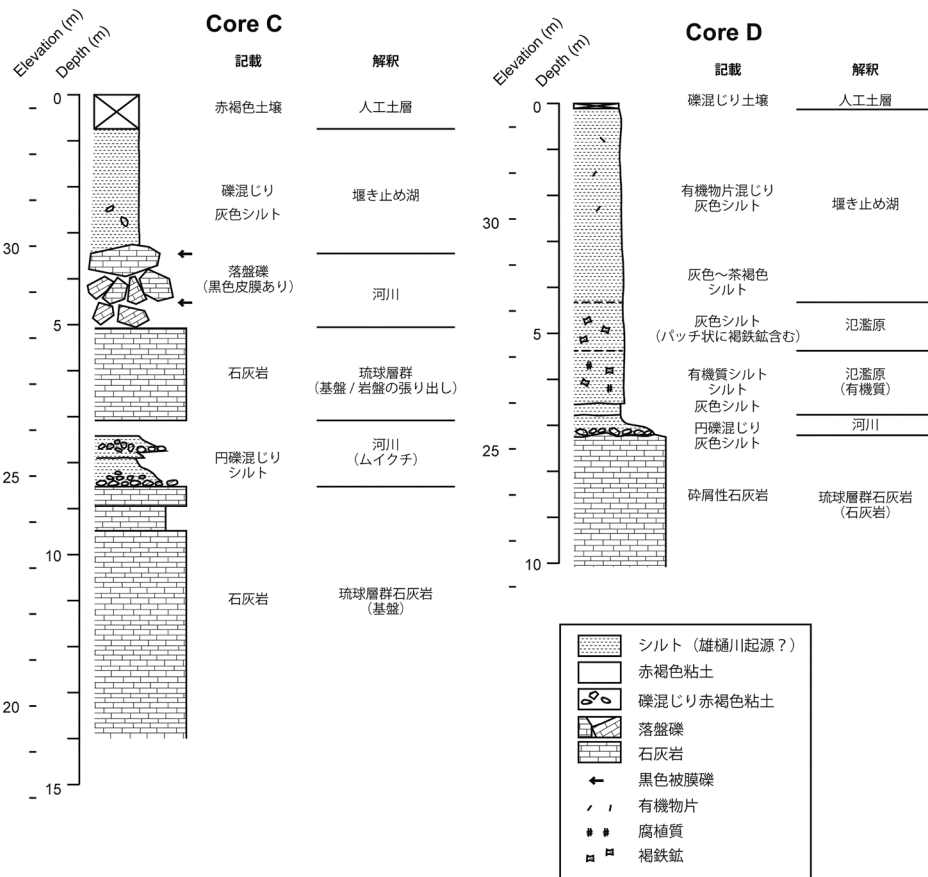 Core C
Elevation (m)
Depth (m)
記載
解釈
0
赤褐色土壌
人工土層
礫混じり
灰色シルト
堰き止め湖
30
落盤礫
（黒色皮膜あり）
河川
5
石灰岩
琉球層群
（基盤 / 岩盤の張り出し）
円礫混じり
シルト
河川
（ムイクチ）
25
10
石灰岩
琉球層群石灰岩
（基盤）
20
15
Core D
Elevation (m)
Depth (m)
記載
解釈
0
礫混じり土壌
人工土層
有機物片混じり
灰色シルト
堰き止め湖
30
灰色～茶褐色
シルト
5
灰色シルト
（パッチ状に褐鉄鉱含む）
氾濫原
有機質シルト
シルト
氾濫原
（有機質）
灰色シルト
円礫混じり
灰色シルト
河川
25
砕屑性石灰岩
琉球層群石灰岩
（石灰岩）
10
シルト（雄樋川起源？）
赤褐色粘土
礫混じり赤褐色粘土
落盤礫
石灰岩
黒色被膜礫
有機物片
腐植質
褐鉄鉱